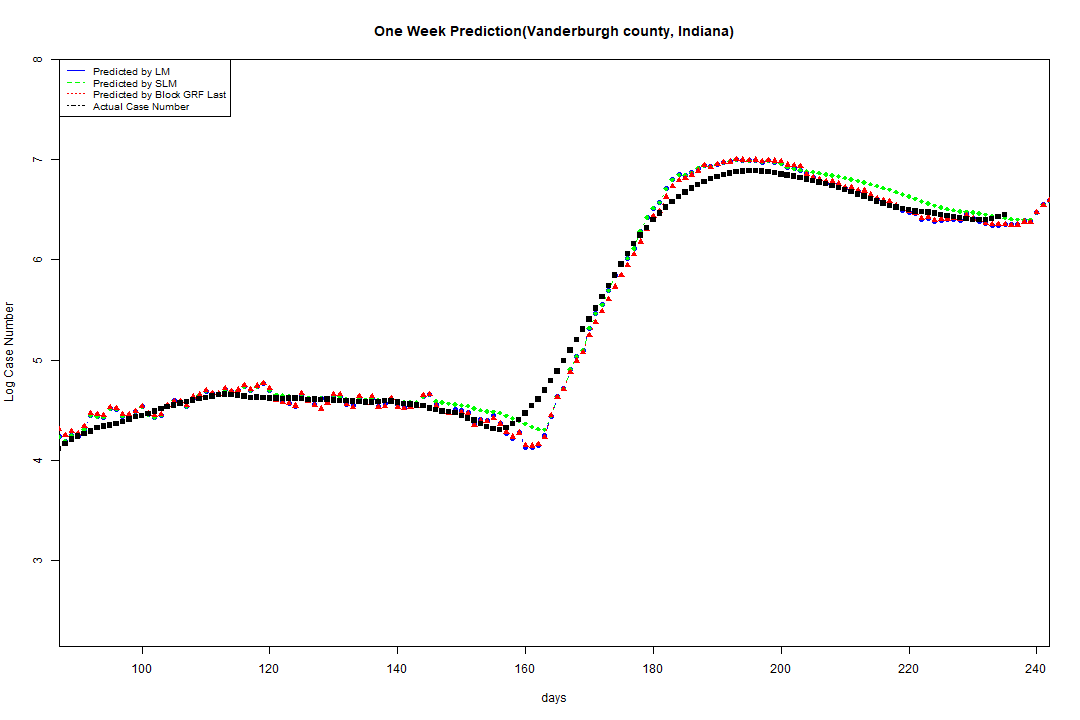 One Week Prediction(Vanderburgh county, Indiana)
8
Predicted by LM
Predicted by SLM
Predicted by Block GRF Last
Actual Case Number
7
6
5
4
3
Log Case Number
100 120 140 160 180 200 220 240
days